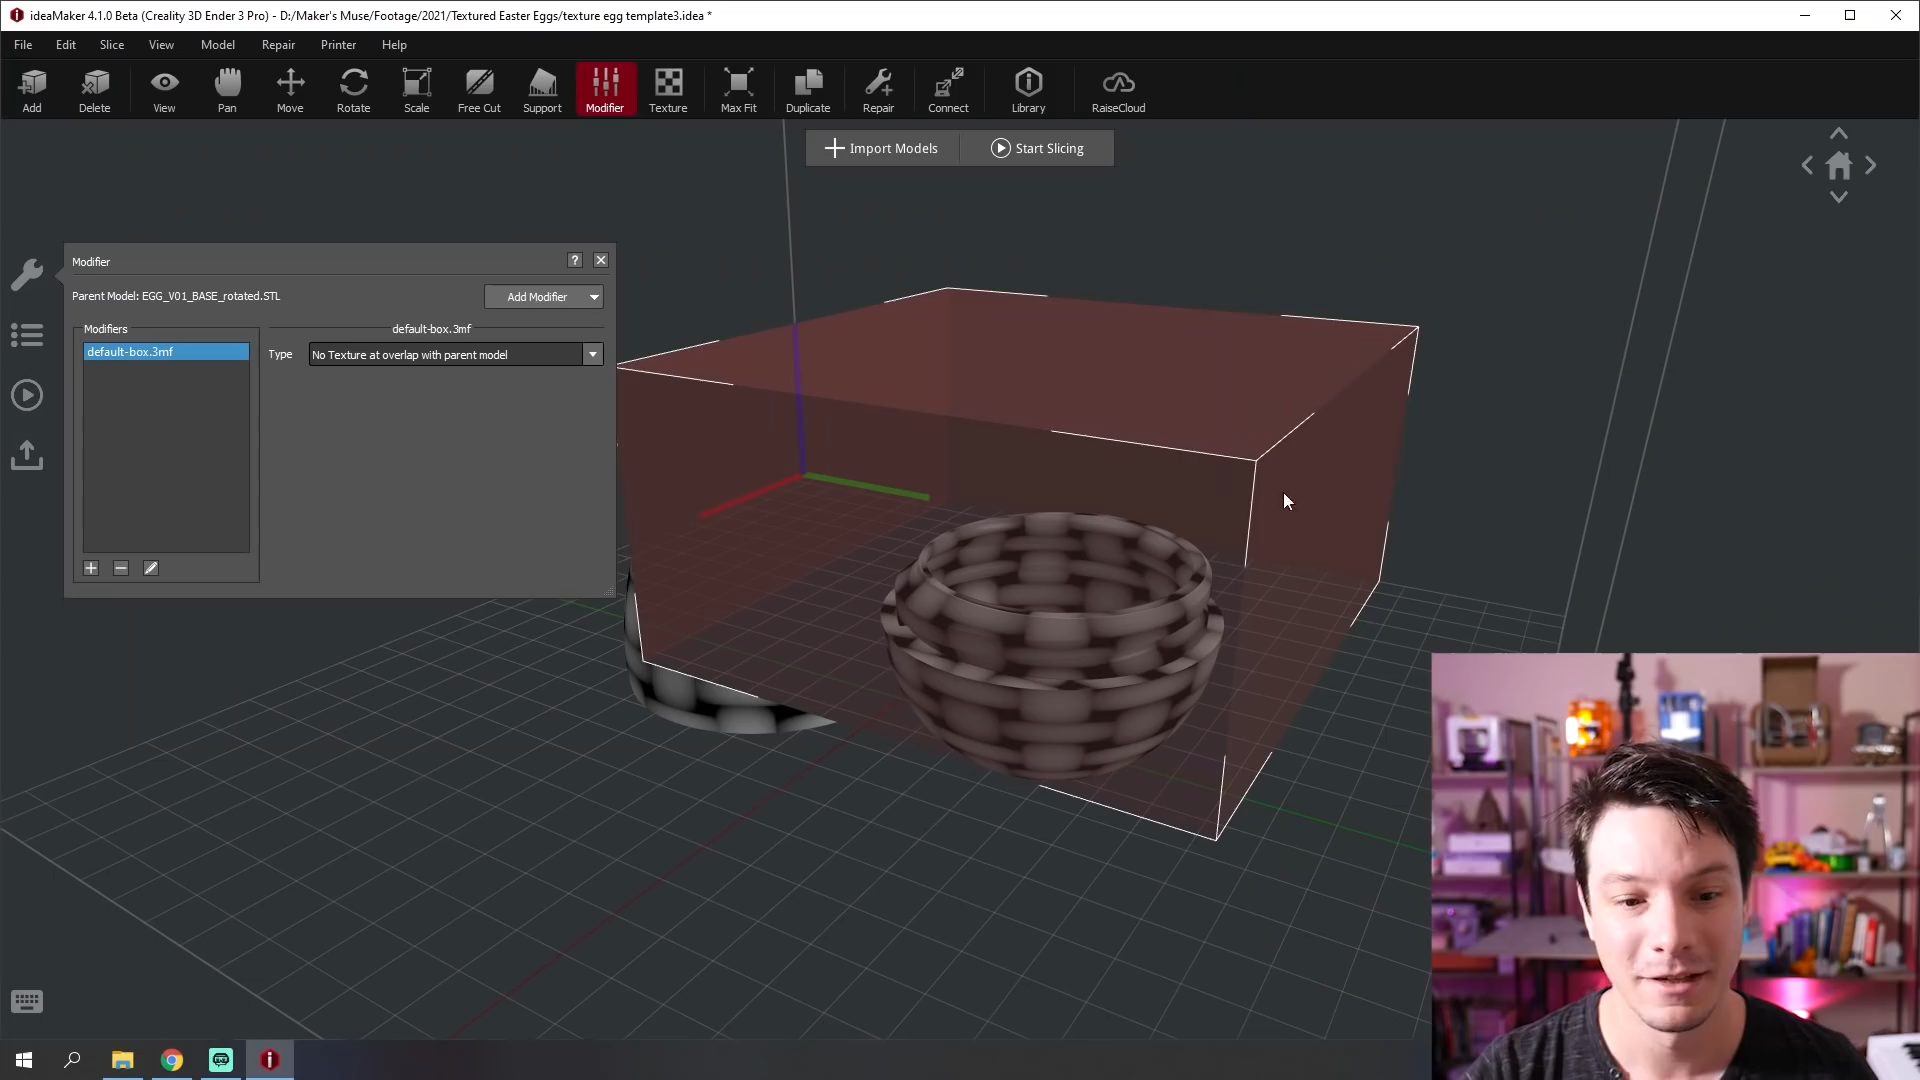 ideaMaker 4.1.0 Beta (Creality 3D Ender 3 Pro) - D:/Maker's Muse/Footage/2021/Textured Easter Eggs/texture egg template3.idea *
File Edit Slice View Model Repair Printer Help
Add Delete View Pan Move Rotate Scale Free Cut Support Modifier Texture Max Fit Duplicate Repair Connect Library RaiseCloud
Import Models Start Slicing
Modifier ?
Parent Model: EGG_V01_BASE_rotated.STL Add Modifier
Modifiers default-box.3mf
default-box.3mf Type No Texture at overlap with parent model